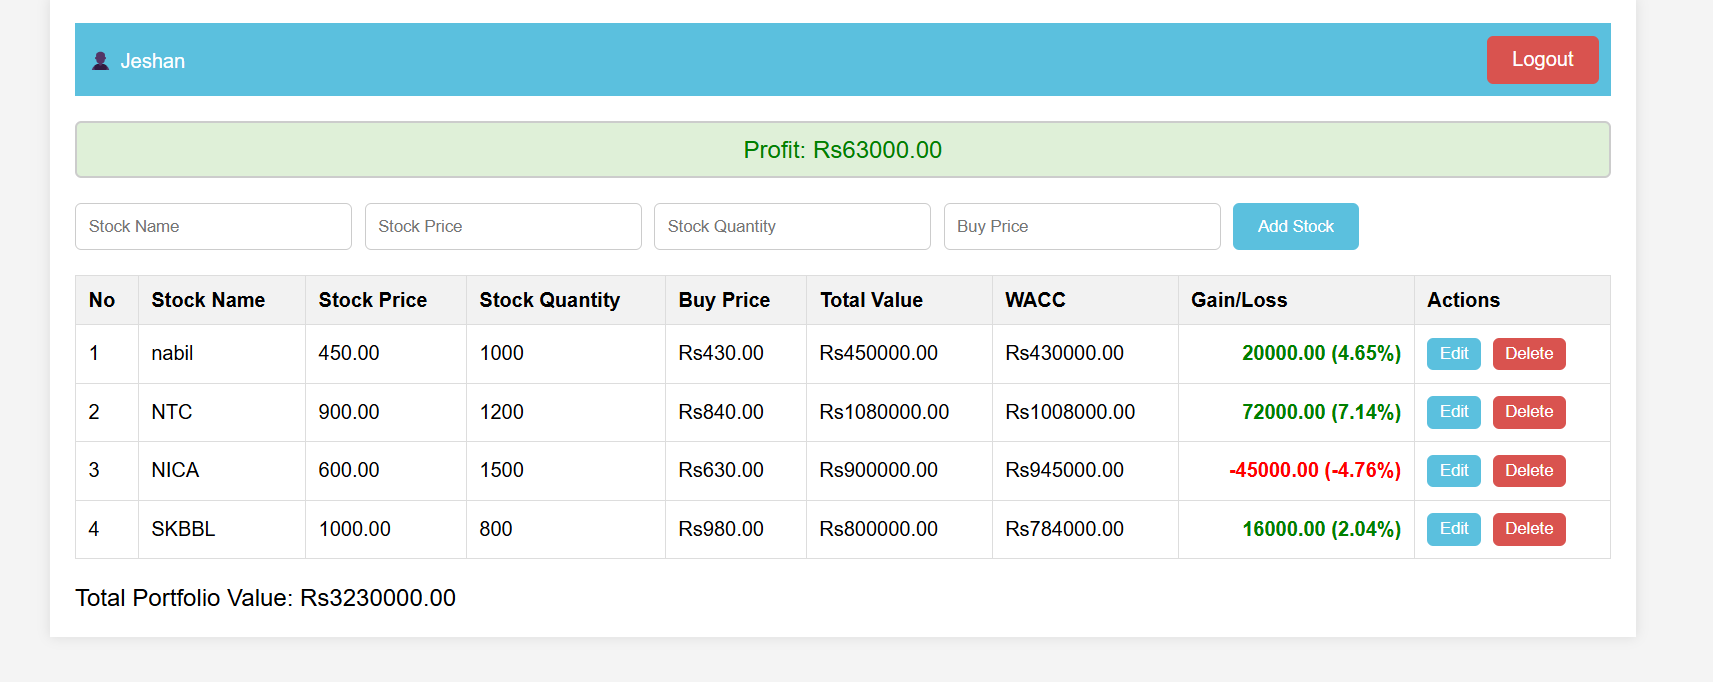 Jeshan Logout
Profit: Rs63000.00
Stock Name Stock Price Stock Quantity Buy Price Add Stock
No Stock Name Stock Price Stock Quantity Buy Price Total Value WACC Gain/Loss Actions
1 nabil 450.00 1000 Rs430.00 Rs450000.00 Rs430000.00 20000.00 (4.65%) Edit Delete
2 NTC 900.00 1200 Rs840.00 Rs1080000.00 Rs1008000.00 72000.00 (7.14%) Edit Delete
3 NICA 600.00 1500 Rs630.00 Rs900000.00 Rs945000.00 -45000.00 (-4.76%) Edit Delete
4 SKBBL 1000.00 800 Rs980.00 Rs800000.00 Rs784000.00 16000.00 (2.04%) Edit Delete
Total Portfolio Value: Rs3230000.00